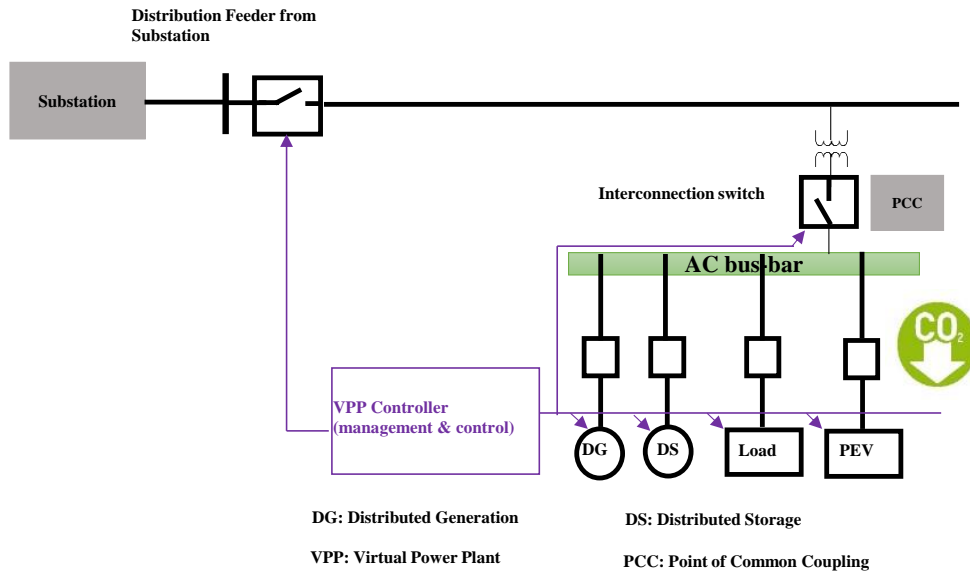 Distribution Feeder from
Substation
Substation
Interconnection switch
PCC
AC bus-bar
CO2
VPP Controller
(management & control)
DG
DS
Load
PEV
DG: Distributed Generation
DS: Distributed Storage
VPP: Virtual Power Plant
PCC: Point of Common Coupling